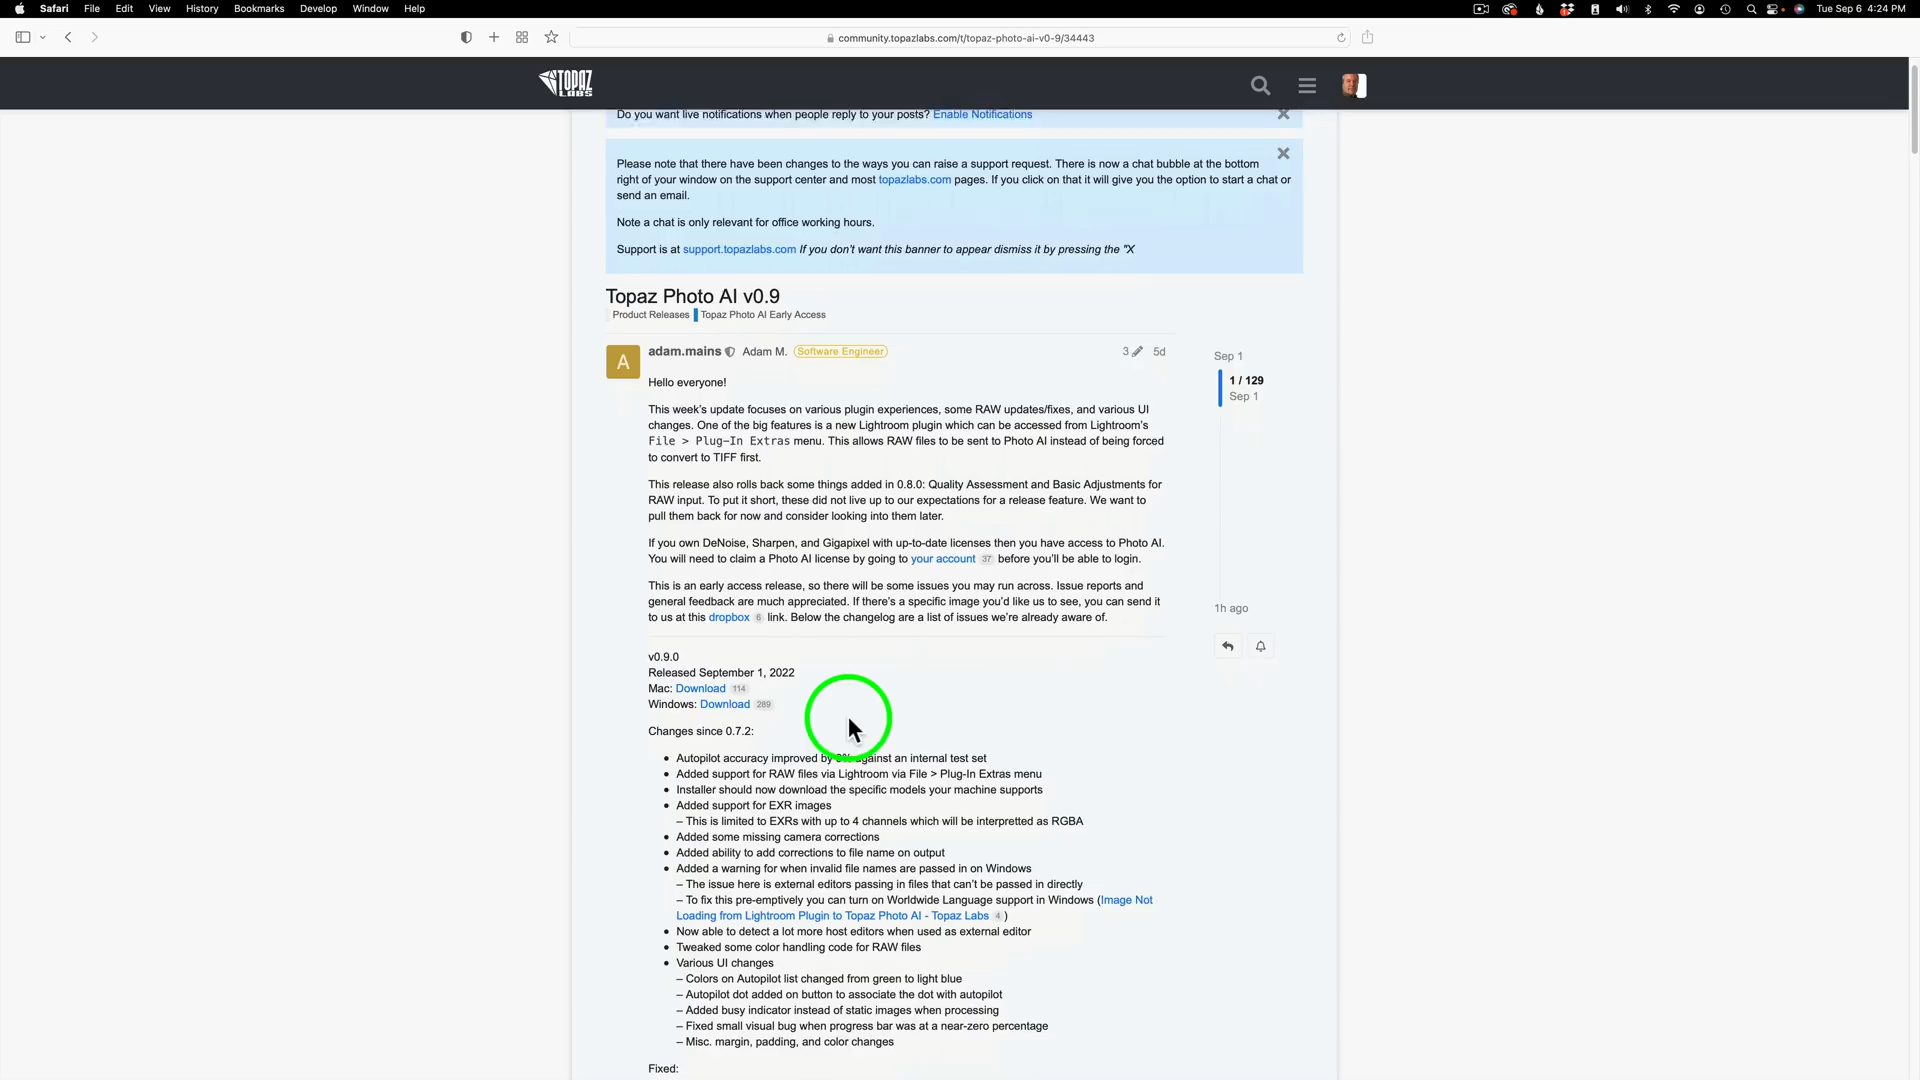 Safari File Edit View History Bookmarks Develop Window Help
Tue Sep 6 4:24 PM
community.topazlabs.com/t/topaz-photo-ai-v0-9/34443
TOPAZ
LABS
Do you want live notifications when people reply to your posts? Enable Notifications
Please note that there have been changes to the ways you can raise a support request. There is now a chat bubble at the bottom
right of your window on the support center and most topazlabs.com pages. If you click on that it will give you the option to start a chat or
send an email.
Note a chat is only relevant for office working hours.
Support is at support.topazlabs.com If you don't want this banner to appear dismiss it by pressing the "X
Topaz Photo AI v0.9
Product Releases Topaz Photo AI Early Access
A
adam.mains Adam M. Software Engineer
3 5d
Sep 1
1 / 129
Sep 1
Hello everyone!
This week's update focuses on various plugin experiences, some RAW updates/fixes, and various UI
changes. One of the big features is a new Lightroom plugin which can be accessed from Lightroom's
File > Plug-In Extras menu. This allows RAW files to be sent to Photo AI instead of being forced
to convert to TIFF first.
This release also rolls back some things added in 0.8.0: Quality Assessment and Basic Adjustments for
RAW input. To put it short, these did not live up to our expectations for a release feature. We want to
pull them back for now and consider looking into them later.
If you own DeNoise, Sharpen, and Gigapixel with up-to-date licenses then you have access to Photo AI.
You will need to claim a Photo AI license by going to your account 37 before you'll be able to login.
This is an early access release, so there will be some issues you may run across. Issue reports and
general feedback are much appreciated. If there's a specific image you'd like us to see, you can send it
to us at this dropbox 6 link. Below the changelog are a list of issues we're already aware of.
1h ago
v0.9.0
Released September 1, 2022
Mac: Download 114
Windows: Download 289
Changes since 0.7.2:
• Autopilot accuracy improved by against an internal test set
• Added support for RAW files via Lightroom via File > Plug-In Extras menu
• Installer should now download the specific models your machine supports
• Added support for EXR images
– This is limited to EXRs with up to 4 channels which will be interpretted as RGBA
• Added some missing camera corrections
• Added ability to add corrections to file name on output
• Added a warning for when invalid file names are passed in on Windows
– The issue here is external editors passing in files that can't be passed in directly
– To fix this pre-emptively you can turn on Worldwide Language support in Windows (Image Not
Loading from Lightroom Plugin to Topaz Photo AI - Topaz Labs 4 )
• Now able to detect a lot more host editors when used as external editor
• Tweaked some color handling code for RAW files
• Various UI changes
– Colors on Autopilot list changed from green to light blue
– Autopilot dot added on button to associate the dot with autopilot
– Added busy indicator instead of static images when processing
– Fixed small visual bug when progress bar was at a near-zero percentage
– Misc. margin, padding, and color changes
Fixed: